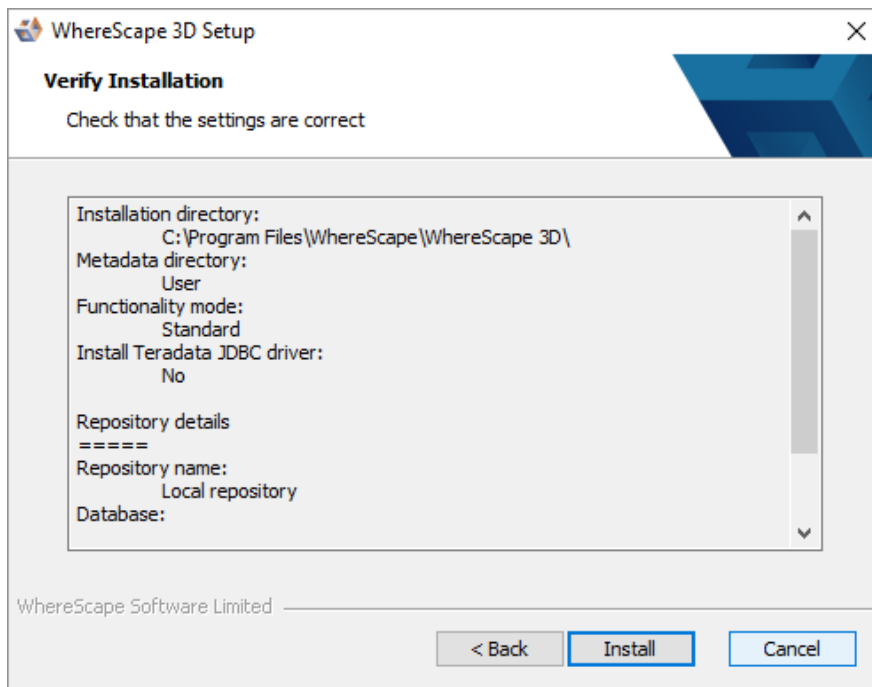 WhereScape 3D Setup
Verify Installation
Check that the settings are correct
Installation directory:
C:\Program Files\WhereScape\WhereScape 3D\
Metadata directory:
User
Functionality mode:
Standard
Install Teradata JDBC driver:
No
Repository details
=====
Repository name:
Local repository
Database:
WhereScape Software Limited
< Back
Install
Cancel